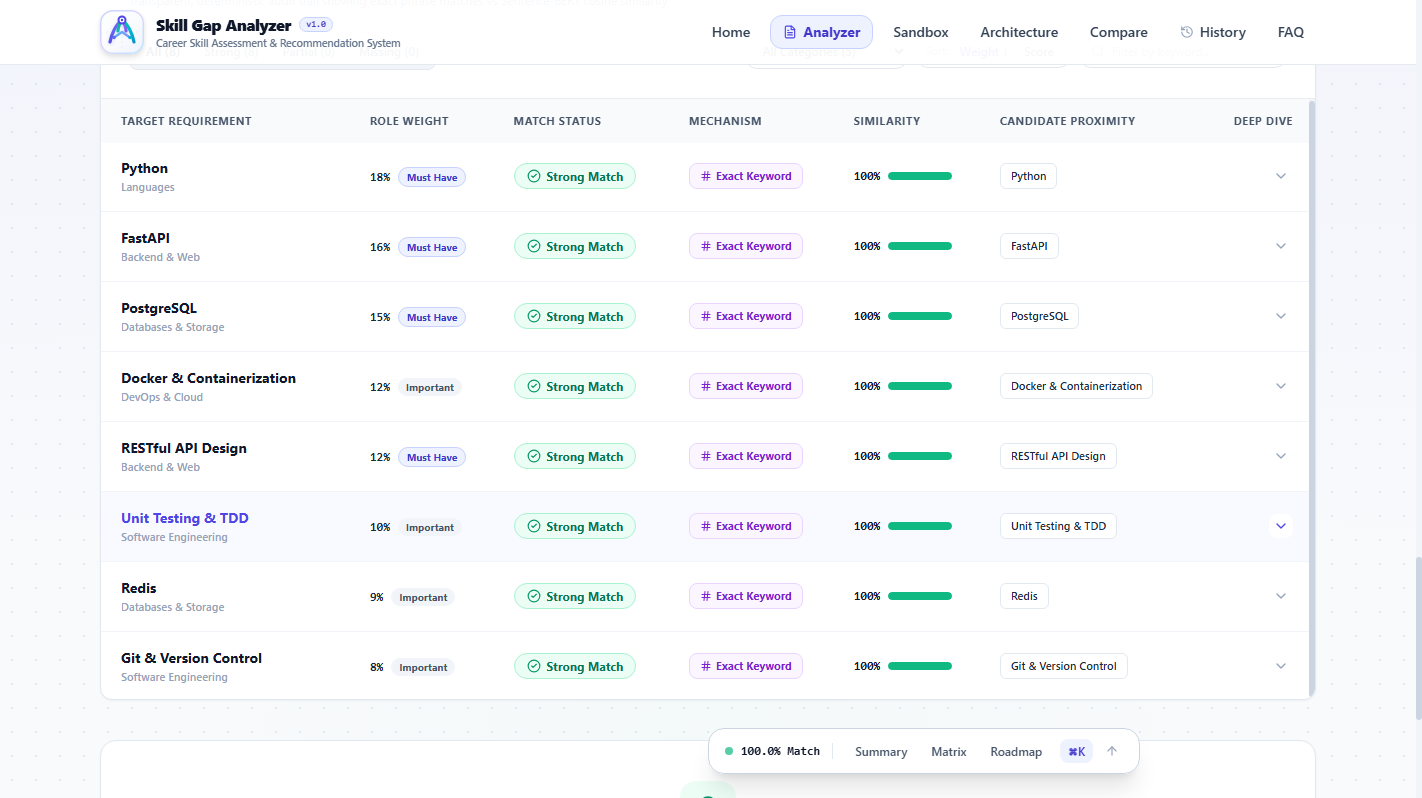 Skill Gap Analyzer v1.0
Career Skill Assessment & Recommendation System
Home Analyzer Sandbox Architecture Compare History FAQ
TARGET REQUIREMENT ROLE WEIGHT MATCH STATUS MECHANISM SIMILARITY CANDIDATE PROXIMITY DEEP DIVE
Python
Languages
18% Must Have Strong Match # Exact Keyword 100% Python
FastAPI
Backend & Web
16% Must Have Strong Match # Exact Keyword 100% FastAPI
PostgreSQL
Databases & Storage
15% Must Have Strong Match # Exact Keyword 100% PostgreSQL
Docker & Containerization
DevOps & Cloud
12% Important Strong Match # Exact Keyword 100% Docker & Containerization
RESTful API Design
Backend & Web
12% Must Have Strong Match # Exact Keyword 100% RESTful API Design
Unit Testing & TDD
Software Engineering
10% Important Strong Match # Exact Keyword 100% Unit Testing & TDD
Redis
Databases & Storage
9% Important Strong Match # Exact Keyword 100% Redis
Git & Version Control
Software Engineering
8% Important Strong Match # Exact Keyword 100% Git & Version Control
100.0% Match Summary Matrix Roadmap ⌘K